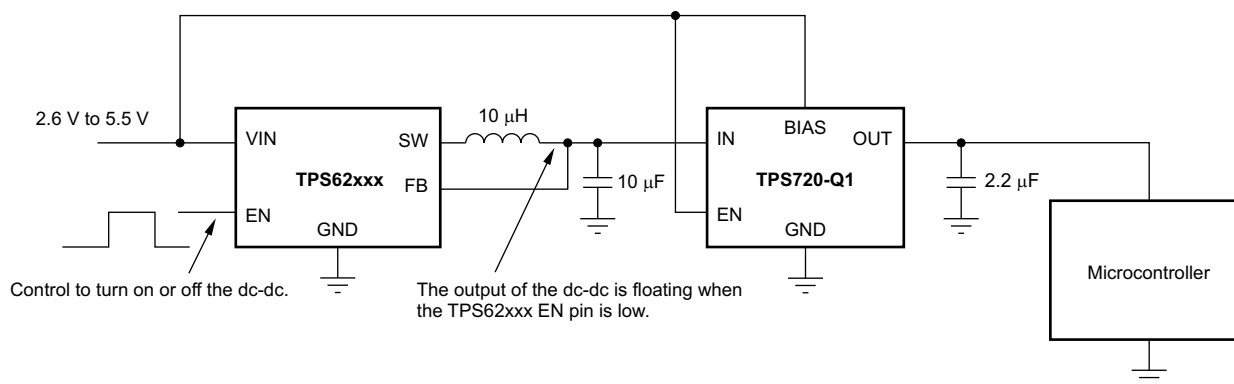 2.6 V to 5.5 V
VIN
SW
FB
EN
GND
TPS62xxx
10 μH
10 μF
IN
BIAS
OUT
TPS720-Q1
EN
GND
2.2 μF
Microcontroller
Control to turn on or off the dc-dc.
The output of the dc-dc is floating when
the TPS62xxx EN pin is low.